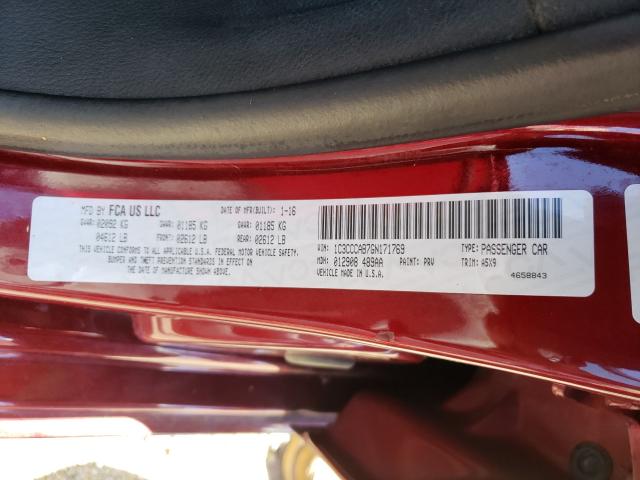 MFD BY FCA US LLC DATE OF MFR(BUILT): 1-16
GVWR: 02092 KG GAWR: 01185 KG GAWR: 01185 KG
04612 LB FRONT: 02612 LB REAR: 02612 LB
THIS VEHICLE CONFORMS TO ALL APPLICABLE U.S.A. FEDERAL MOTOR VEHICLE SAFETY,
BUMPER AND THEFT PREVENTION STANDARDS IN EFFECT ON
THE DATE OF MANUFACTURE SHOWN ABOVE.
VIN: 1C3CCCAB7GN171769 TYPE: PASSENGER CAR
MDH: 012908 489AA PAINT: PRV TRIM: A5X9
VEHICLE MADE IN U.S.A. 4658843